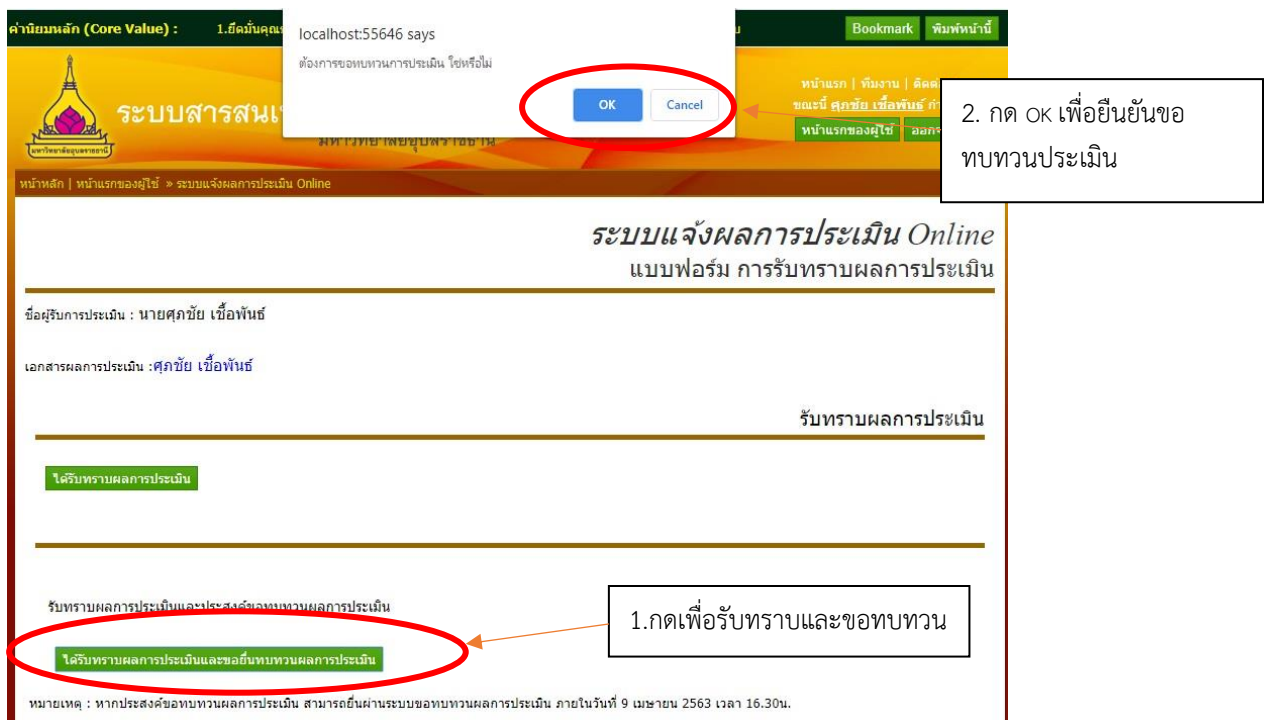 ค่านิยมหลัก (Core Value) : 1.ยึดมั่น
Bookmark พิมพ์หน้านี้
localhost:55646 says
ต้องการขอทบทวนการประเมิน ใช่หรือไม่
OK Cancel
หน้าแรก | ทีมงาน |
ขณะนี้ ศุภชัย เชื้อพันธ์
หน้าแรกของผู้ใช้
ระบบสารสนเ
มหาวิทยาลัยอุบลราชธานี
หน้าหลัก | หน้าแรกของผู้ใช้ » ระบบแจ้งผลการประเมิน Online
2. กด OK เพื่อยืนยันขอ
ทบทวนประเมิน
ระบบแจ้งผลการประเมิน Online
แบบฟอร์ม การรับทราบผลการประเมิน
ชื่อผู้รับการประเมิน : นายศุภชัย เชื้อพันธ์
เอกสารผลการประเมิน :ศุภชัย เชื้อพันธ์
รับทราบผลการประเมิน
ได้รับทราบผลการประเมิน
รับทราบผลการประเมินและประสงค์ขอทบทวนผลการประเมิน
1.กดเพื่อรับทราบและขอทบทวน
ได้รับทราบผลการประเมินและขอยื่นทบทวนผลการประเมิน
หมายเหตุ : หากประสงค์ขอทบทวนผลการประเมิน สามารถยื่นผ่านระบบขอทบทวนผลการประเมิน ภายในวันที่ 9 เมษายน 2563 เวลา 16.30น.